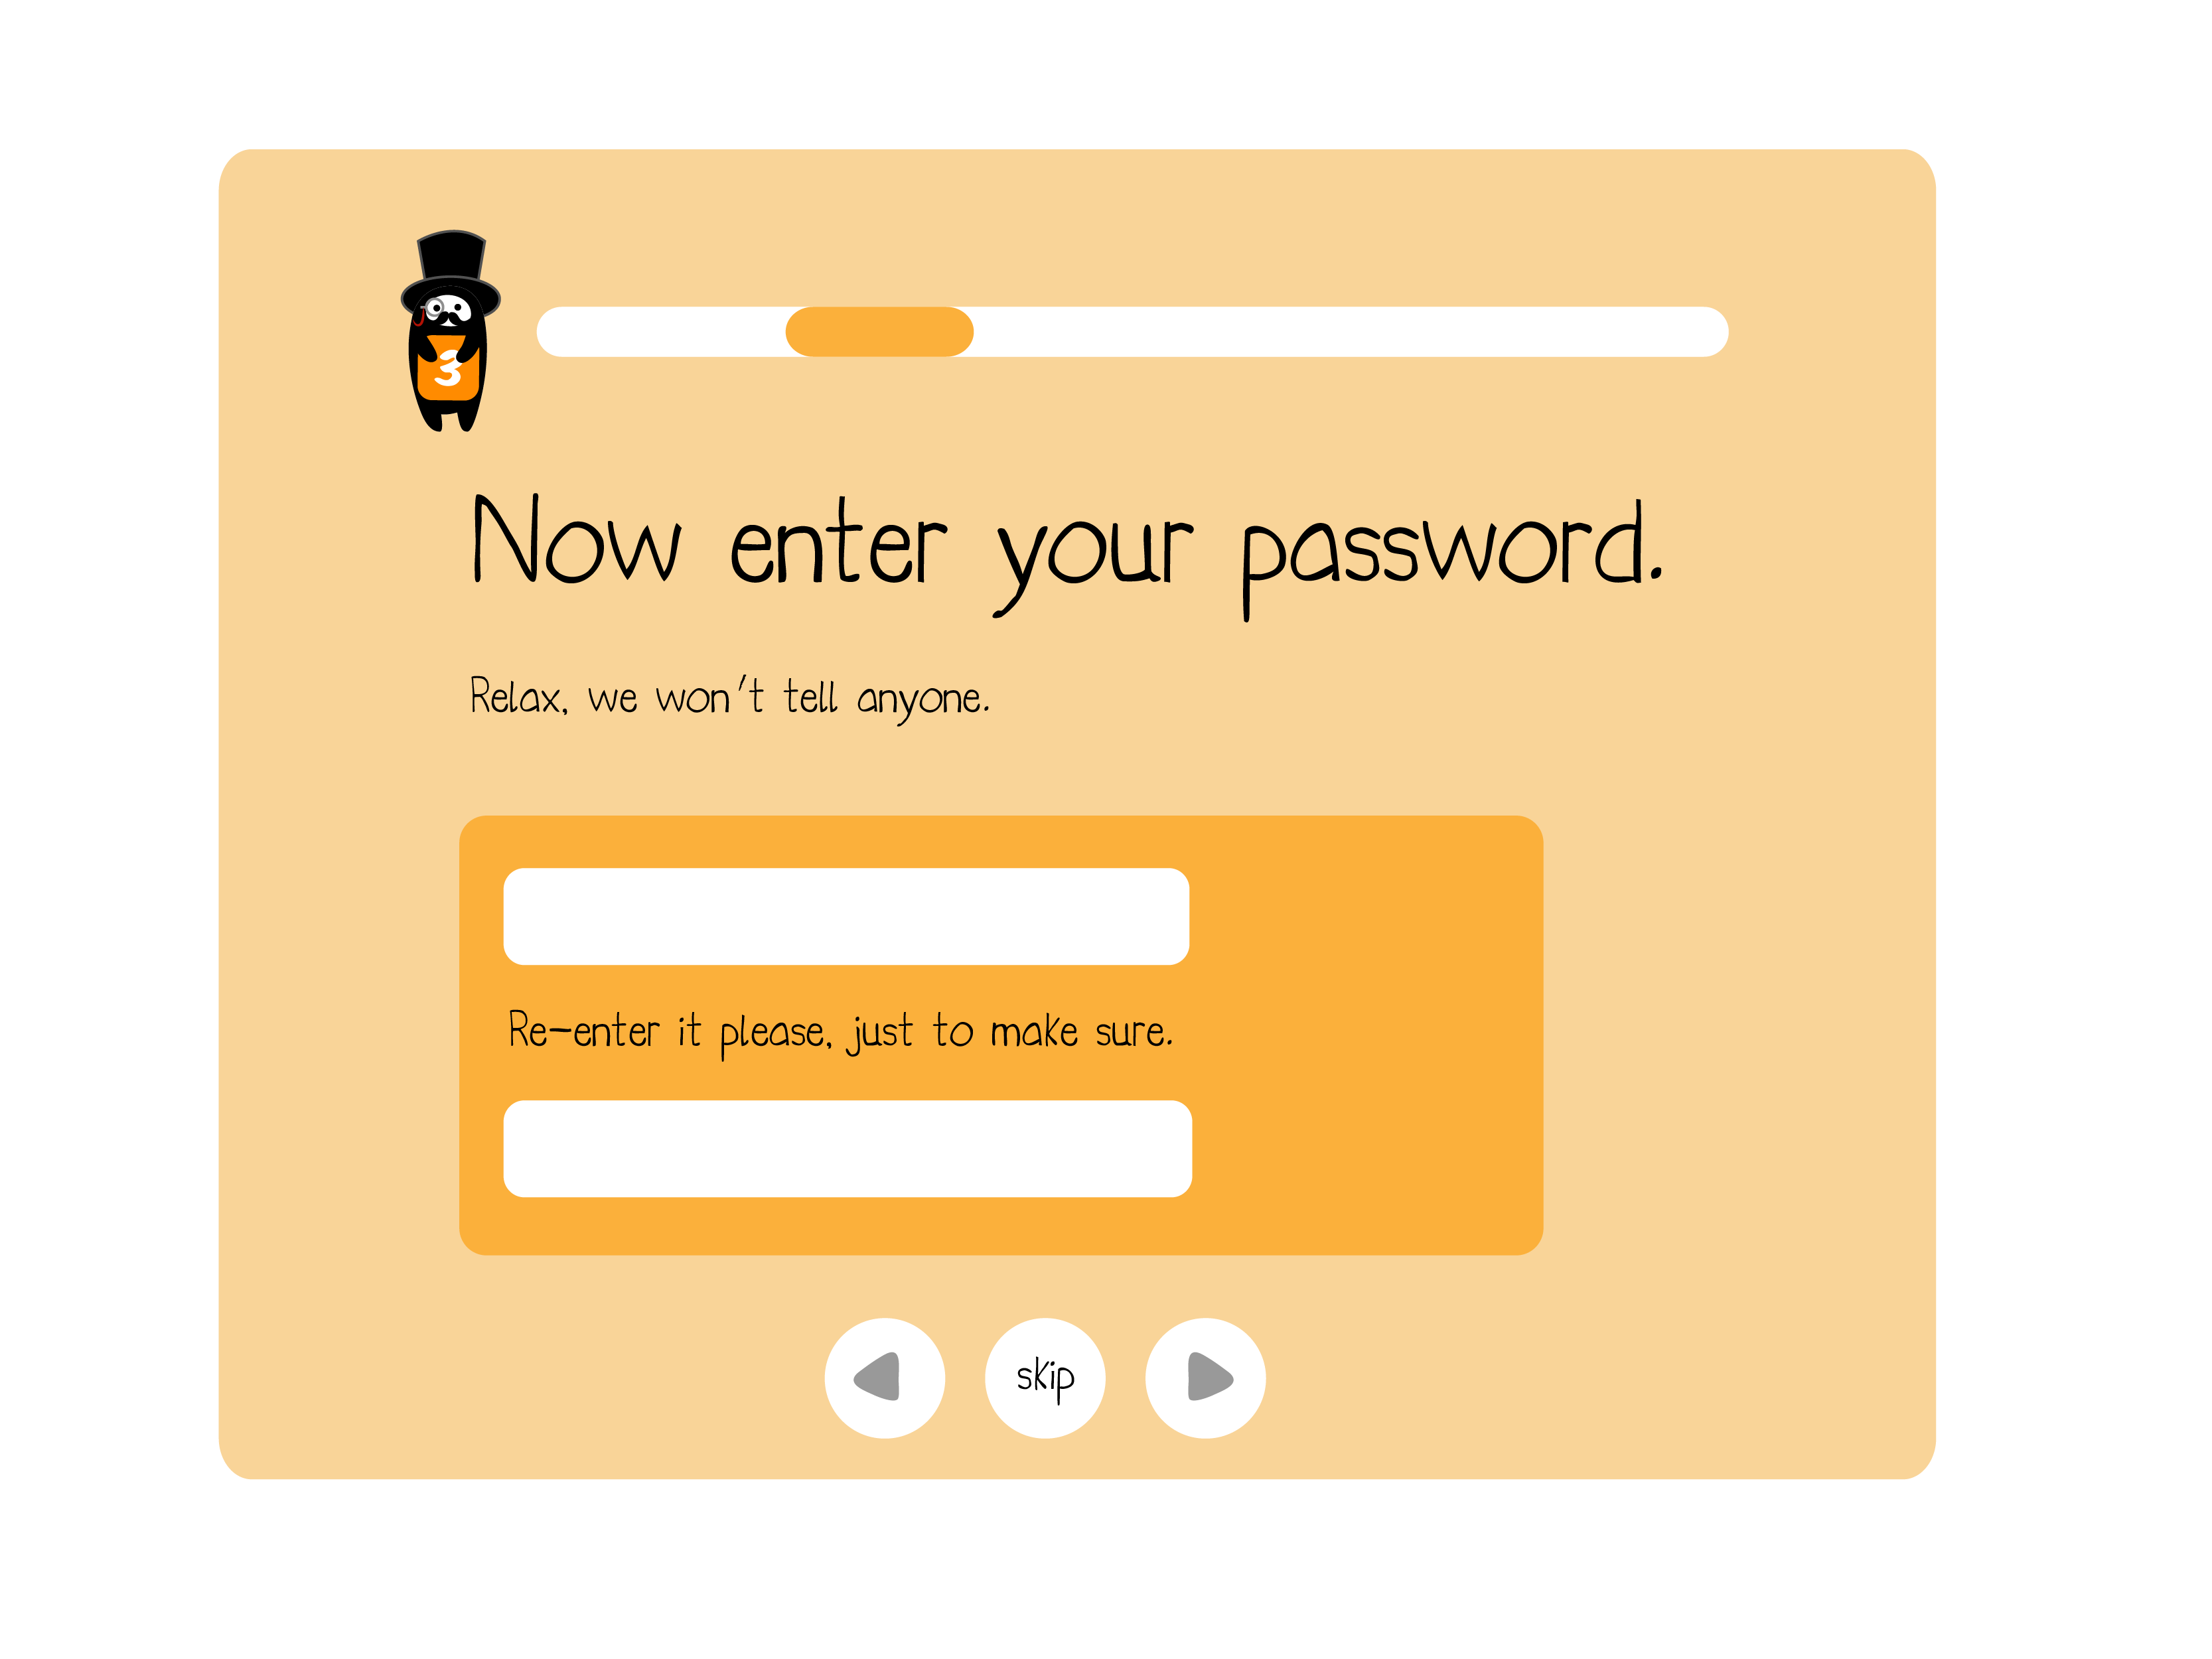 3
Now enter your password.
Relax, we won't tell anyone.
Re-enter it please, just to make sure.
skip